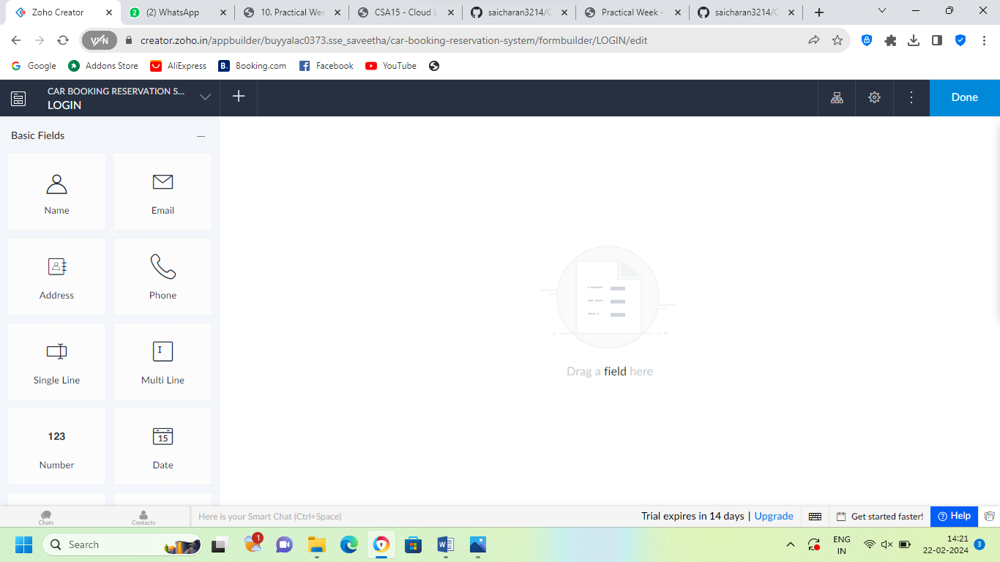 Zoho Creator
(2) WhatsApp
10. Practical Wee
CSA15 - Cloud L
saicharan3214/C
Practical Week -
saicharan3214/C
VPN
creator.zoho.in/appbuilder/buyyalac0373.sse_saveetha/car-booking-reservation-system/formbuilder/LOGIN/edit
Google
Addons Store
AliExpress
B.
Booking.com
Facebook
YouTube
CAR BOOKING RESERVATION S...
LOGIN
Done
Basic Fields
Name
Email
Address
Phone
Single Line
Multi Line
123
15
Number
Date
Drag a field here
Chats
Contacts
Here is your Smart Chat (Ctrl+Space)
Trial expires in 14 days | Upgrade
Get started faster!
Help
Search
1
ENG
IN
14:21
22-02-2024
3